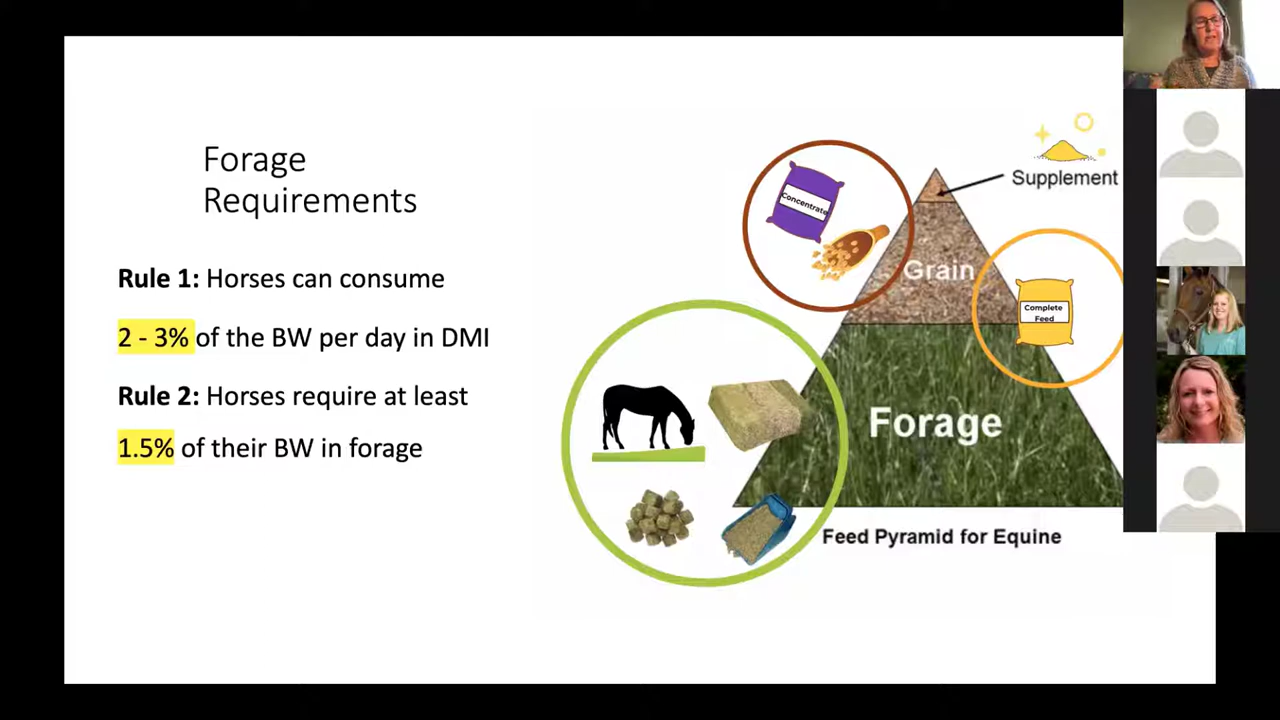 Forage
Requirements
Rule 1: Horses can consume
2 - 3% of the BW per day in DMI
Rule 2: Horses require at least
1.5% of their BW in forage
Concentrate
Supplement
Grain
Complete
Feed
Forage
Feed Pyramid for Equine